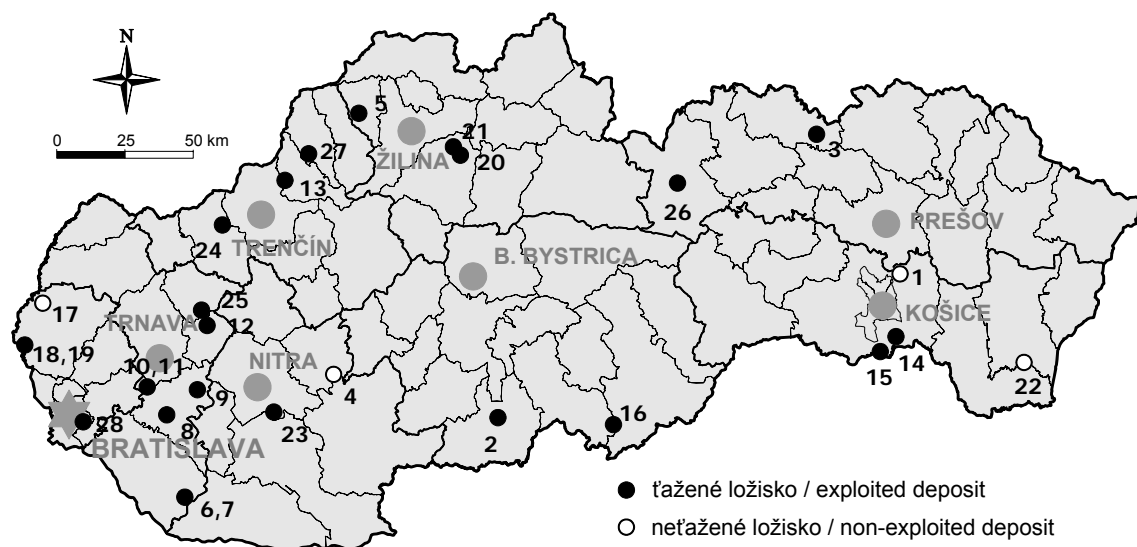 N
0 25 50 km
5
21
ŽILINA
20
27
13
3
26
PREŠOV
24
TRENČÍN
B. BYSTRICA
1
KOŠICE
17
25
TRNAVA
12
18,19
10,11
NITRA
14
15
22
9
4
8
23
2
16
28
BRATISLAVA
6,7
ťažené ložisko / exploited deposit
neťažené ložisko / non-exploited deposit